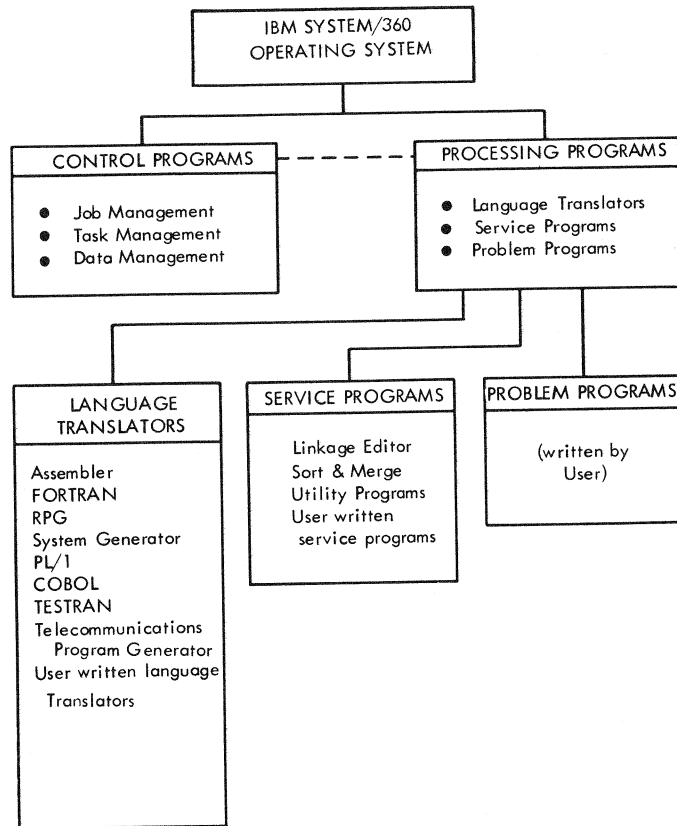 IBM SYSTEM/360
OPERATING SYSTEM
CONTROL PROGRAMS
● Job Management
● Task Management
● Data Management
PROCESSING PROGRAMS
● Language Translators
● Service Programs
● Problem Programs
LANGUAGE
TRANSLATORS
Assembler
FORTRAN
RPG
System Generator
PL/1
COBOL
TESTRAN
Telecommunications
Program Generator
User written language
Translators
SERVICE PROGRAMS
Linkage Editor
Sort & Merge
Utility Programs
User written
service programs
PROBLEM PROGRAMS
(written by
User)